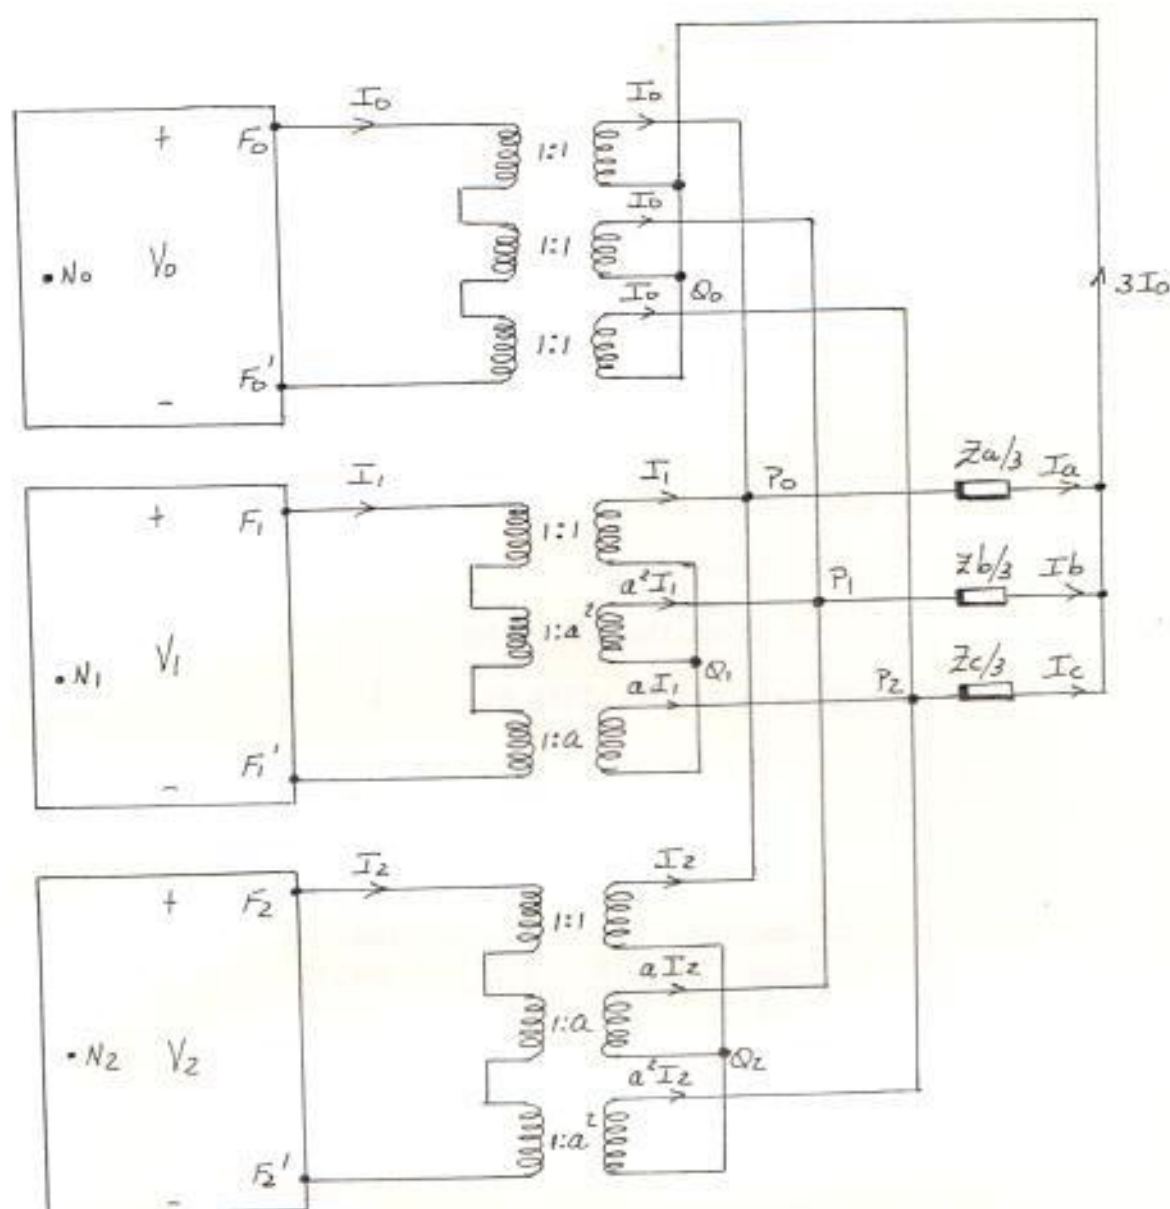 I0
I0
+
F0
1:1
I0
N0
V0
1:1
Q0
3I0
I0
1:1
F0'
-
Za/3
Ia
I1
I1
P0
+
F1
1:1
Zb/3
Ib
a²I1
P1
1:a²
Zc/3
Ic
N1
V1
Q1
aI1
P2
1:a
F1'
-
I2
I2
+
F2
1:1
aI2
1:a
N2
V2
Q2
a²I2
1:a²
F2'
-